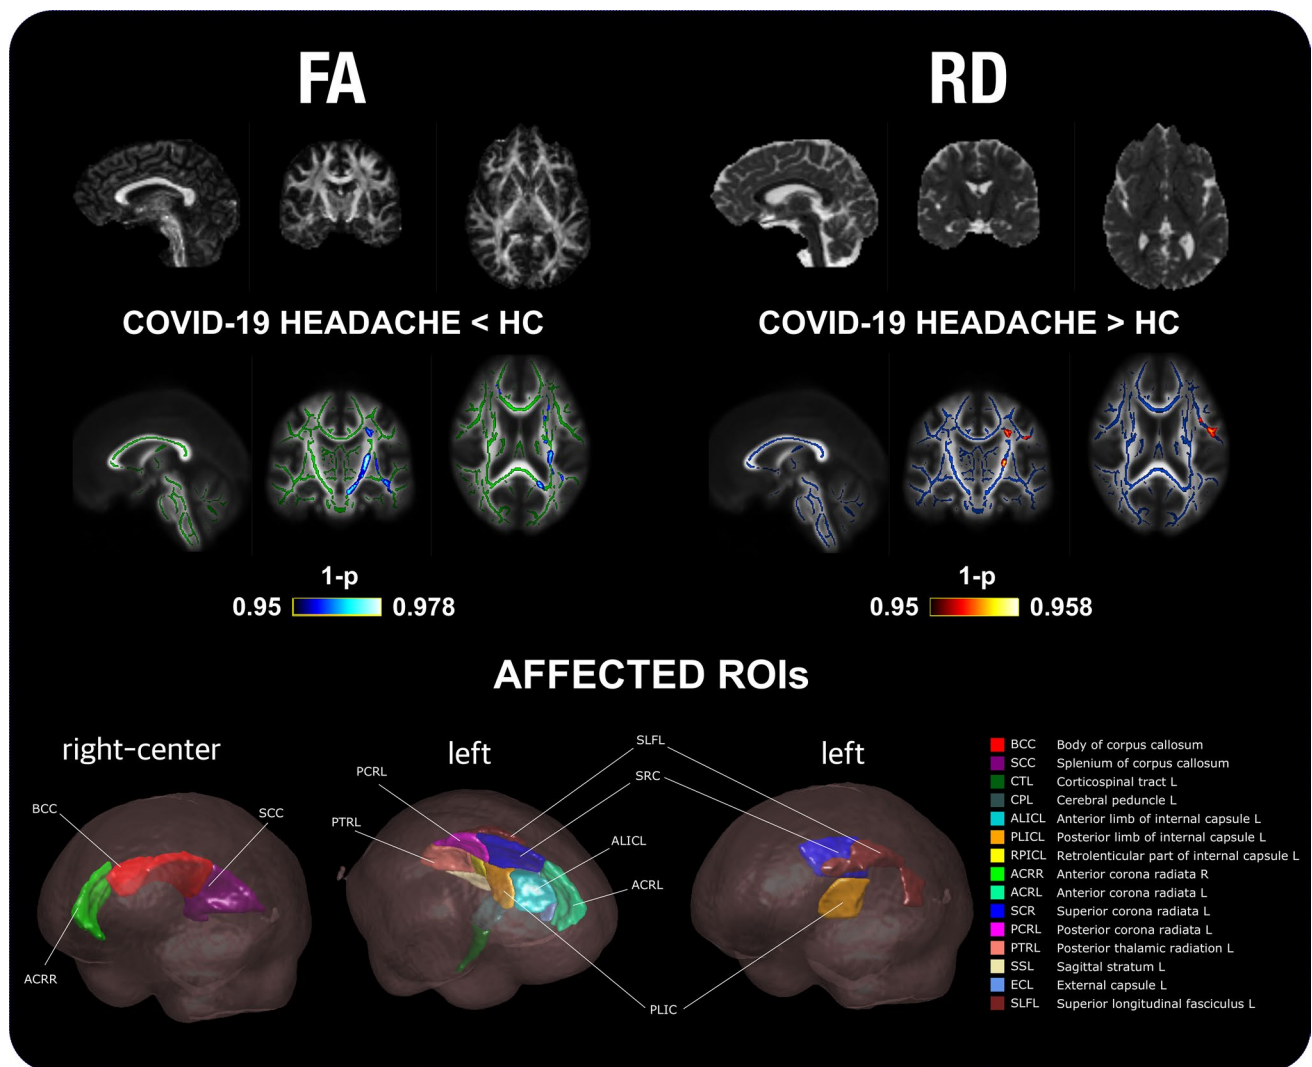 FA
RD
COVID-19 HEADACHE < HC
COVID-19 HEADACHE > HC
1-p
0.95 0.978
1-p
0.95 0.958
AFFECTED ROIs
right-center
BCC
SCC
ACRR
left
PCRL
PTRL
SLFL
SRC
ALICL
ACRL
PLIC
left
BCC Body of corpus callosum
SCC Splenium of corpus callosum
CTL Corticospinal tract L
CPL Cerebral peduncle L
ALICL Anterior limb of internal capsule L
PLICL Posterior limb of internal capsule L
RPICL Retrolenticular part of internal capsule L
ACRR Anterior corona radiata R
ACRL Anterior corona radiata L
SCR Superior corona radiata L
PCRL Posterior corona radiata L
PTRL Posterior thalamic radiation L
SSL Sagittal stratum L
ECL External capsule L
SLFL Superior longitudinal fasciculus L